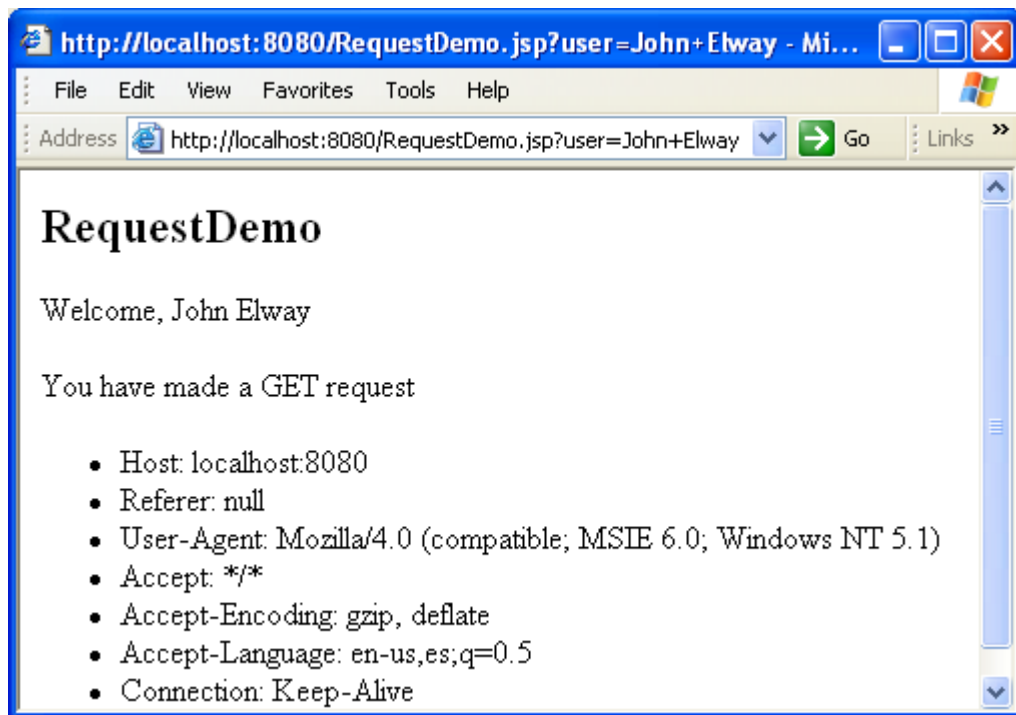 http://localhost:8080/RequestDemo.jsp?user=John+Elway - Mi...
File Edit View Favorites Tools Help
Address http://localhost:8080/RequestDemo.jsp?user=John+Elway Go Links »
RequestDemo
Welcome, John Elway
You have made a GET request
• Host: localhost:8080
• Referer: null
• User-Agent: Mozilla/4.0 (compatible; MSIE 6.0; Windows NT 5.1)
• Accept: */*
• Accept-Encoding: gzip, deflate
• Accept-Language: en-us,es;q=0.5
• Connection: Keep-Alive